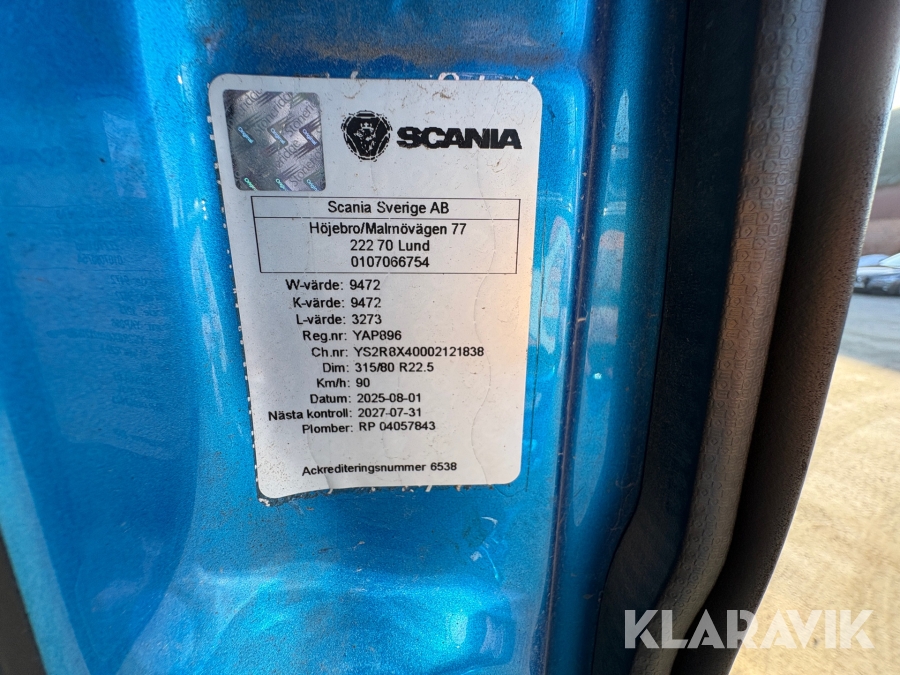 SCANIA
Scania Sverige AB
Höjebro/Malmövägen 77
222 70 Lund
0107066754
W-värde: 9472
K-värde: 9472
L-värde: 3273
Reg.nr: YAP896
Ch.nr: YS2R8X40002121838
Dim: 315/80 R22.5
Km/h: 90
Datum: 2025-08-01
Nästa kontroll: 2027-07-31
Plomber: RP 04057843
Ackrediteringsnummer 6538
KLARAVIK